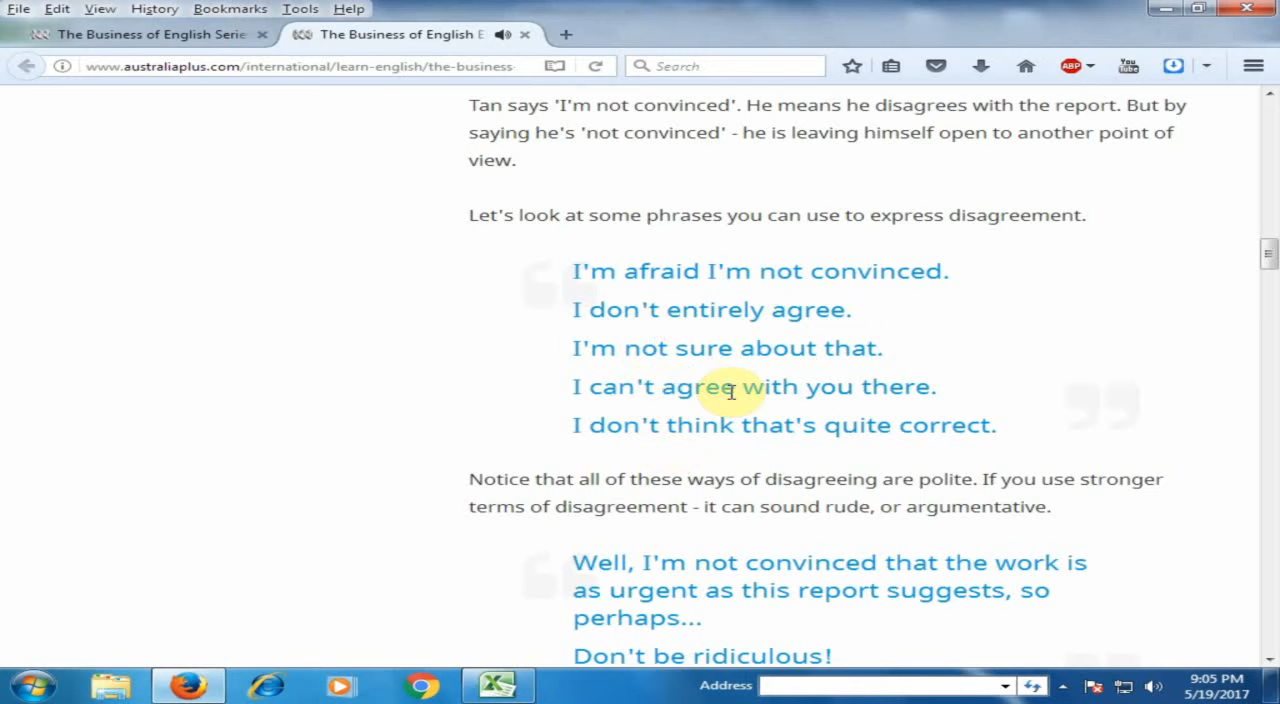 File Edit View History Bookmarks Tools Help
The Business of English Serie
The Business of English E
www.australiaplus.com/international/learn-english/the-business
Search
ABP
You Tube
Tan says 'I'm not convinced'. He means he disagrees with the report. But by
saying he's 'not convinced' - he is leaving himself open to another point of
view.
Let's look at some phrases you can use to express disagreement.
I'm afraid I'm not convinced.
I don't entirely agree.
I'm not sure about that.
I can't agree with you there.
I don't think that's quite correct.
Notice that all of these ways of disagreeing are polite. If you use stronger
terms of disagreement - it can sound rude, or argumentative.
Well, I'm not convinced that the work is
as urgent as this report suggests, so
perhaps...
Don't be ridiculous!
Address
9:05 PM
5/19/2017